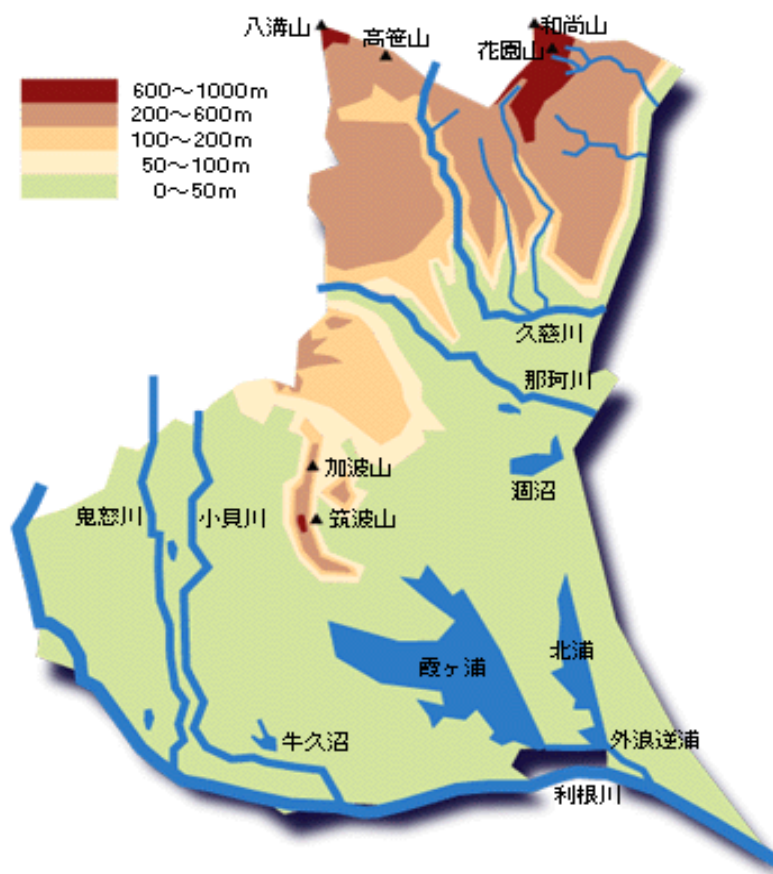 八溝山
和尚山
高笹山
花園山
600～1000m
200～600m
100～200m
50～100m
0～50m
久慈川
那珂川
加波山
涸沼
鬼怒川
小貝川
筑波山
北浦
霞ヶ浦
牛久沼
外浪逆浦
利根川